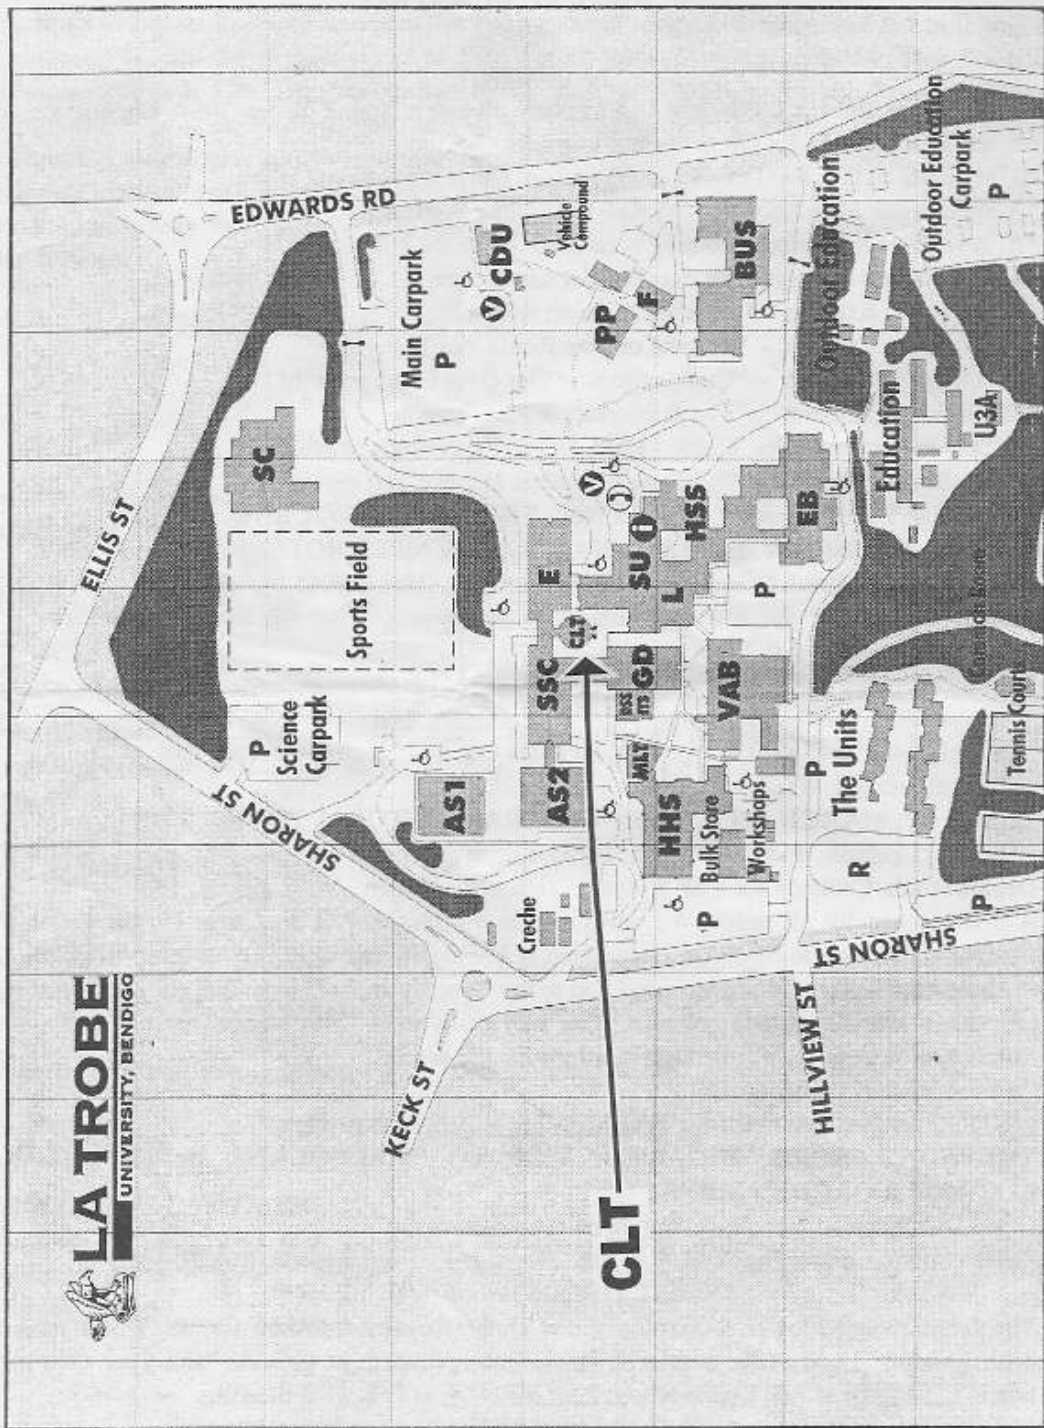 LA TROBE
UNIVERSITY, BENDIGO
ELLIS ST
SHARON ST
KECK ST
EDWARDS RD
SC
Sports Field
P
Science
Carpark
Main Carpark
P
V
CDU
Vehicle
Compound
AS1
AS2
SSC
E
CLT
CLT
Creche
MLT
GD
SU
i
V
L
HSS
PP
F
BUS
HHS
Bulk Store
Workshops
VAB
P
P
EB
HILLVIEW ST
SHARON ST
P
The Units
R
P
Tennis Court
Education
U3A
Outdoor Education
Outdoor Education
Carpark
P